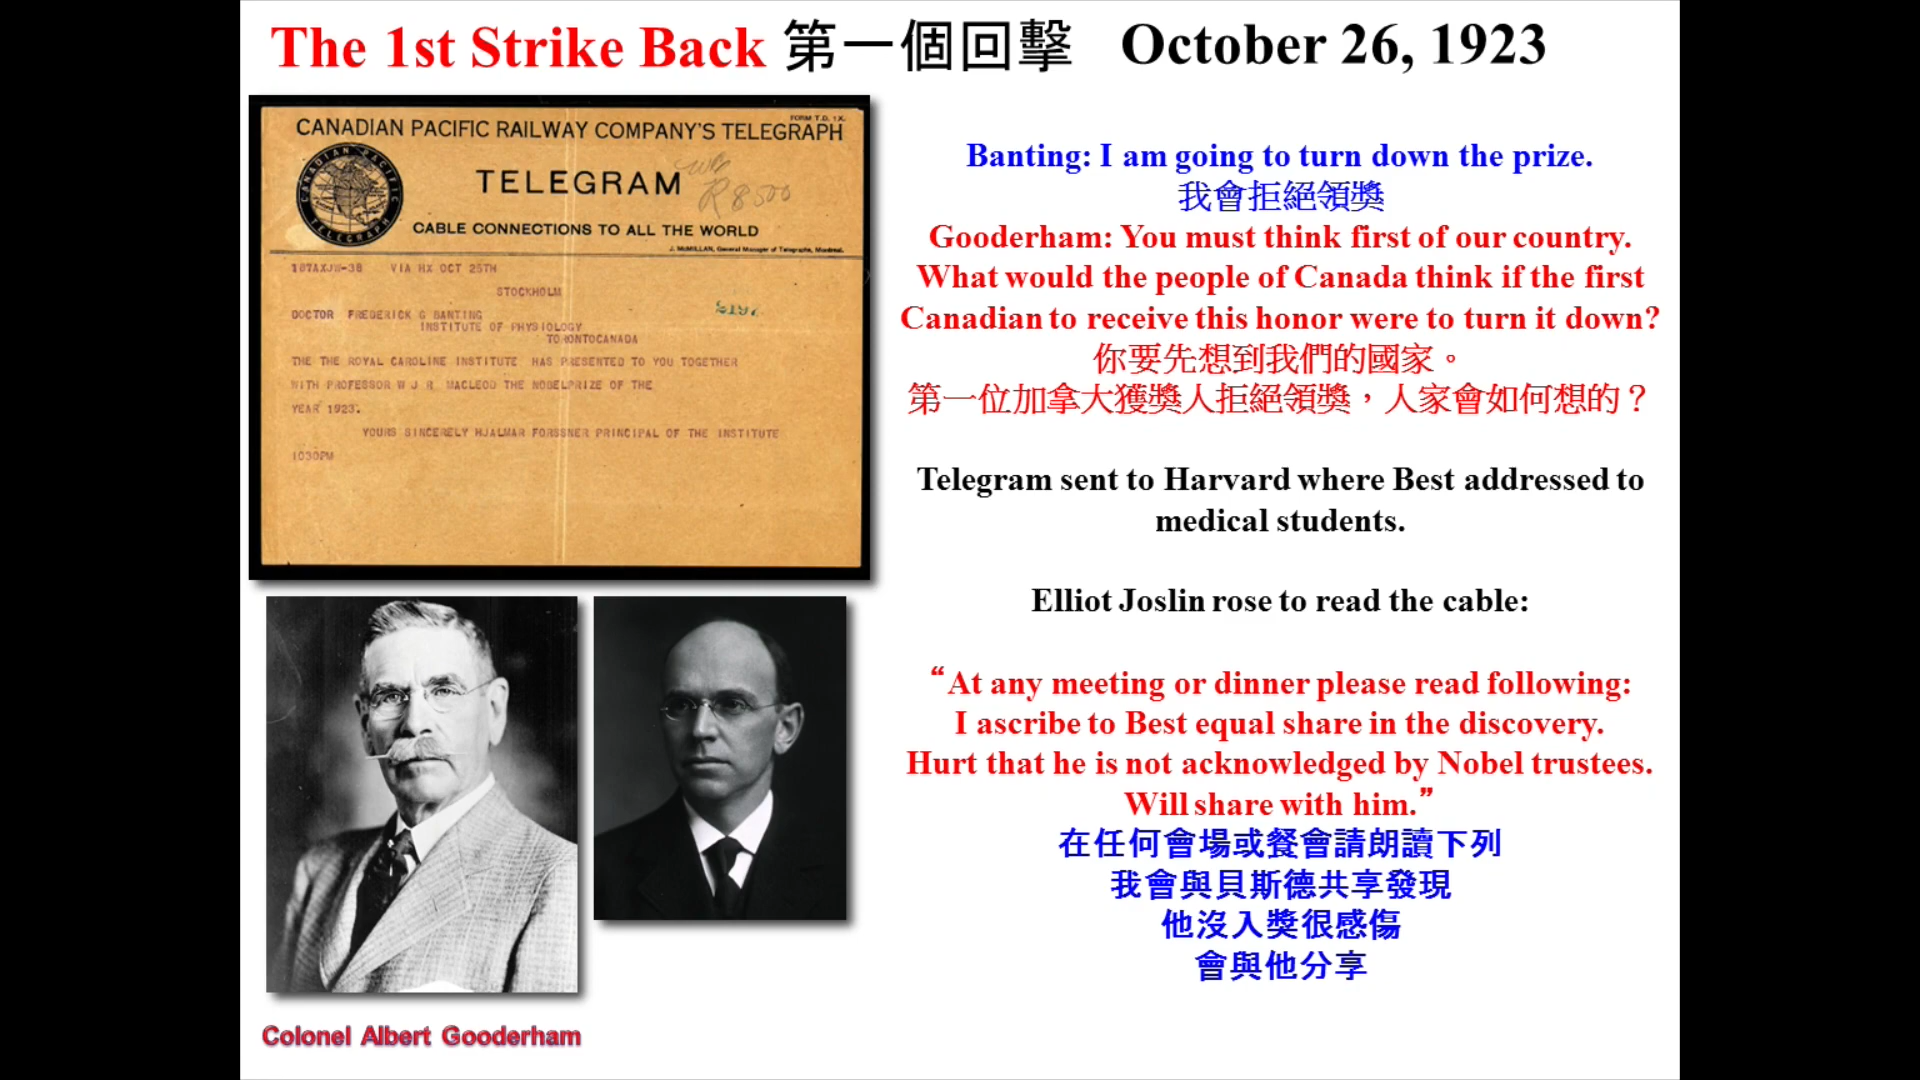 The 1st Strike Back 第一個回擊 October 26, 1923
FORM T.D. 1X.
CANADIAN PACIFIC RAILWAY COMPANY'S TELEGRAPH
CANADIAN PACIFIC
TELEGRAPH
TELEGRAM
CABLE CONNECTIONS TO ALL THE WORLD
J. McMILLAN, General Manager of Telegraphs, Montreal.
VIA HX OCT 25TH
STOCKHOLM
DOCTOR FREDERICK G BANTING
INSTITUTE OF PHYSIOLOGY
TORONTOCANADA
THE THE ROYAL CAROLINE INSTITUTE HAS PRESENTED TO YOU TOGETHER
WITH PROFESSOR W J R MACLEOD THE NOBELPRIZE OF THE
YEAR 1923.
YOURS SINCERELY HJALMAR FORSSNER PRINCIPAL OF THE INSTITUTE
1030PM
Banting: I am going to turn down the prize.
我會拒絕領獎
Gooderham: You must think first of our country.
What would the people of Canada think if the first
Canadian to receive this honor were to turn it down?
你要先想到我們的國家。
第一位加拿大獲獎人拒絕領獎，人家會如何想的？
Telegram sent to Harvard where Best addressed to
medical students.
Elliot Joslin rose to read the cable:
“At any meeting or dinner please read following:
I ascribe to Best equal share in the discovery.
Hurt that he is not acknowledged by Nobel trustees.
Will share with him.”
在任何會場或餐會請朗讀下列
我會與貝斯德共享發現
他沒入獎很感傷
會與他分享
Colonel Albert Gooderham